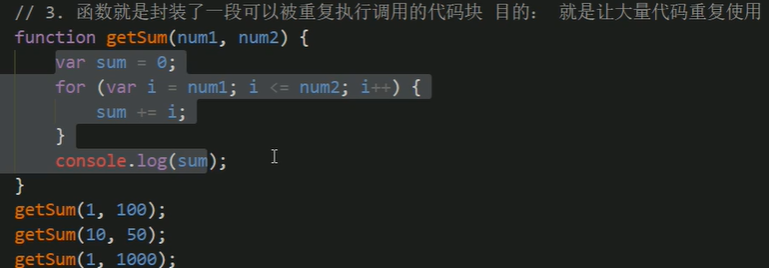 // 3. 函数就是封装了一段可以被重复执行调用的代码块 目的： 就是让大量代码重复使用
function getSum(num1, num2) {
var sum = 0;
for (var i = num1; i <= num2; i++) {
sum += i;
}
console.log(sum);
}
getSum(1, 100);
getSum(10, 50);
getSum(1, 1000);